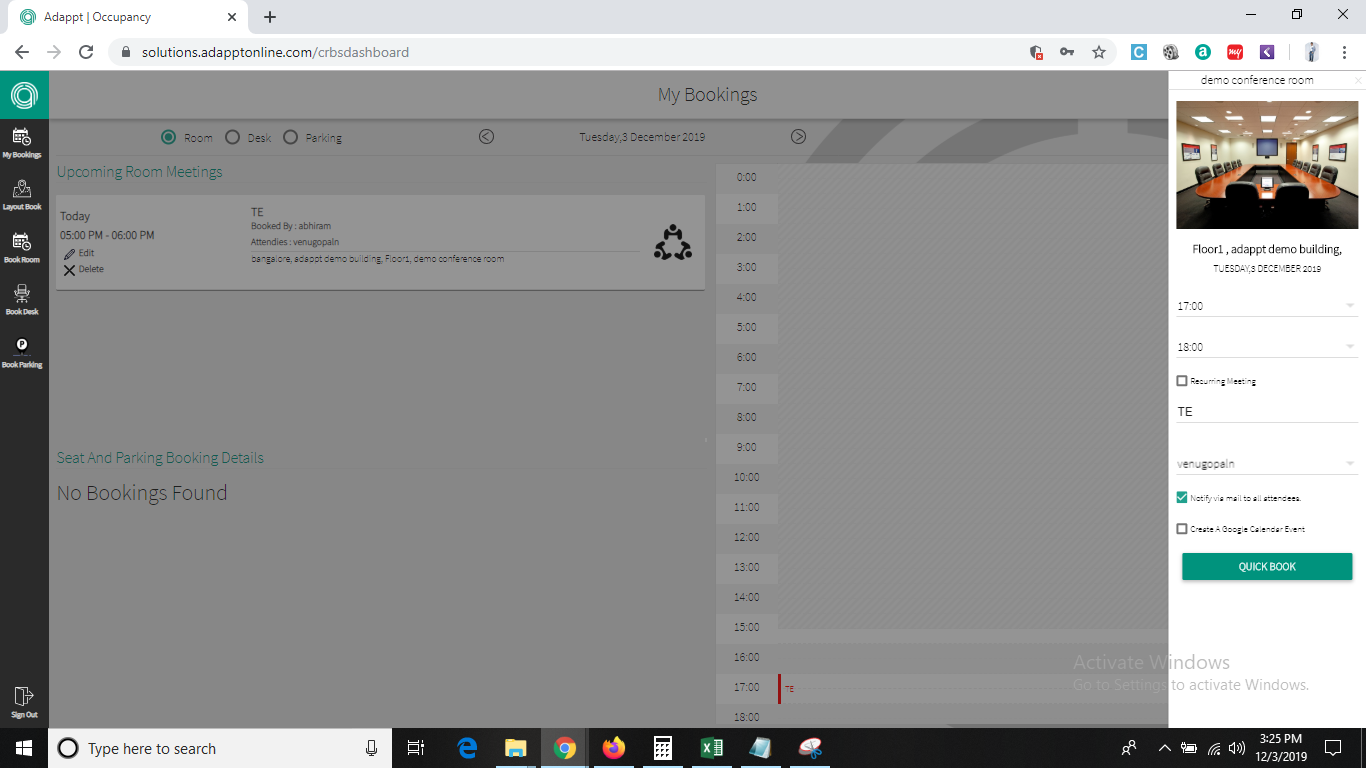 Adappt | Occupancy
solutions.adapptonline.com/crbsdashboard
C
a
my
My Bookings
Layout Book
Book Room
Book Desk
P
Book Parking
Sign Out
My Bookings
Room
Desk
Parking
Tuesday,3 December 2019
Upcoming Room Meetings
Today
05:00 PM - 06:00 PM
Edit
Delete
TE
Booked By : abhiram
Attendies : venugopaln
bangalore, adappt demo building, Floor1, demo conference room
Seat And Parking Booking Details
No Bookings Found
0:00
1:00
2:00
3:00
4:00
5:00
6:00
7:00
8:00
9:00
10:00
11:00
12:00
13:00
14:00
15:00
16:00
17:00
TE
18:00
demo conference room
Floor1 , adappt demo building,
TUESDAY,3 DECEMBER 2019
17:00
18:00
Recurring Meeting
TE
venugopaln
Notify via mail to all attendees.
Create A Google Calendar Event
QUICK BOOK
Activate Windows
Go to Settings to activate Windows.
Type here to search
3:25 PM
12/3/2019